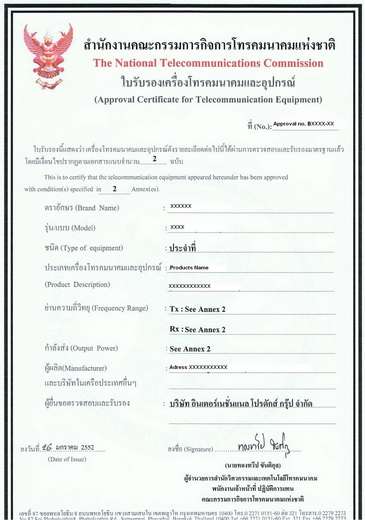 สำนักงานคณะกรรมการกิจการโทรคมนาคมแห่งชาติ
The National Telecommunications Commission
ใบรับรองเครื่องโทรคมนาคมและอุปกรณ์
(Approval Certificate for Telecommunication Equipment)
ที่ (No.): Approval no. BXXXX-XX
ใบรับรองนี้แสดงว่าเครื่องโทรคมนาคมและอุปกรณ์ดังรายละเอียดต่อไปนี้ได้ผ่านการตรวจสอบและรับรองมาตรฐานแล้ว
โดยมีเงื่อนไขปรากฏตามเอกสารแนบจำนวน 2 ฉบับ
This is to certify that the telecommunication equipment appeared hereunder has been approved
with condition(s) specified in 2 Annex(es).
ตราอักษร (Brand Name) : XXXXXX
รุ่น/แบบ (Model) : XXXX
ชนิด (Type of equipment) : ประจำที่
ประเภทเครื่องโทรคมนาคมและอุปกรณ์ : Products Name
(Product Description) XXXXXXXXXXXX
ย่านความถี่วิทยุ (Frequency Range) : Tx : See Annex 2
Rx : See Annex 2
กำลังส่ง (Output Power) : See Annex 2
ผู้ผลิต(Manufacturer) : Adress XXXXXXXXXXX
และบริษัทในเครือประเทศอื่นๆ
ผู้ยื่นขอตรวจสอบและรับรอง : บริษัท อินเตอร์เนชั่นแนล โปรดักส์ กรุ๊ป จำกัด
ลงวันที่ 26 มกราคม 2552
(Date of Issue)
ลงชื่อ (Signature)
(นายทองทวีป ขันติกุล)
ผู้อำนวยการสำนักวิศวกรรมและเทคโนโลยีโทรคมนาคม
พนักงานเจ้าหน้าที่ ปฏิบัติการแทน
คณะกรรมการกิจการโทรคมนาคมแห่งชาติ